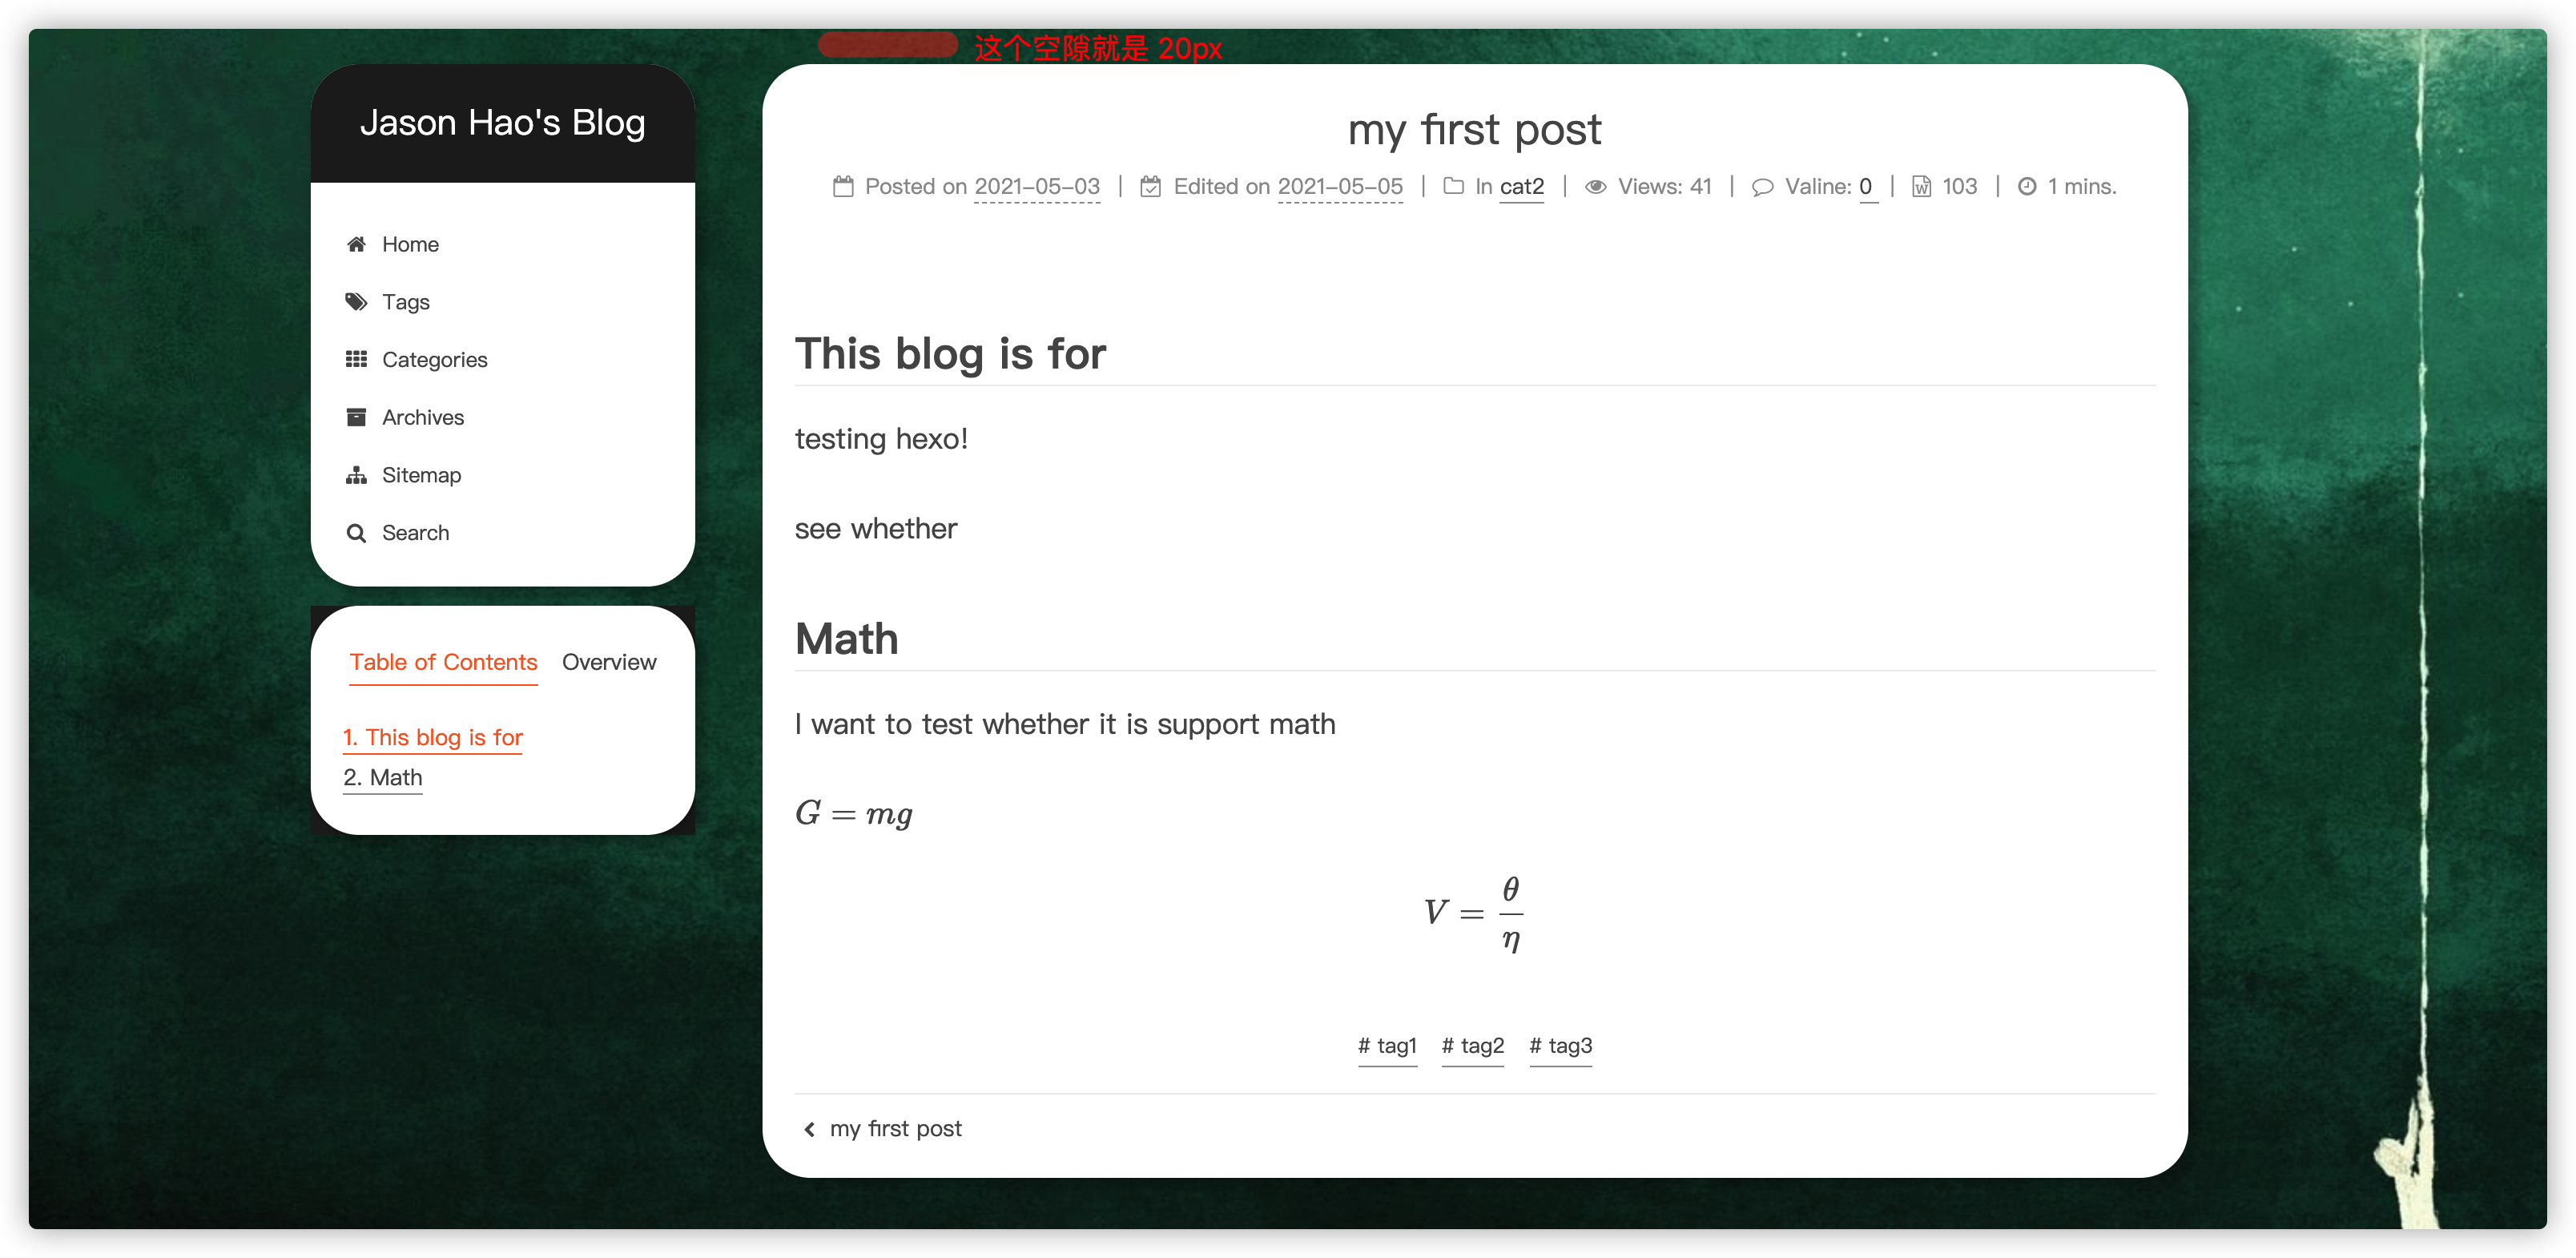 这个空隙就是 20px
Jason Hao's Blog
Home
Tags
Categories
Archives
Sitemap
Search
Table of Contents Overview
1. This blog is for
2. Math
my first post
Posted on 2021-05-03 | Edited on 2021-05-05 | In cat2 | Views: 41 | Valine: 0 | 103 | 1 mins.
This blog is for
testing hexo!
see whether
Math
I want to test whether it is support math
G = mg
V = θ/η
# tag1 # tag2 # tag3
my first post